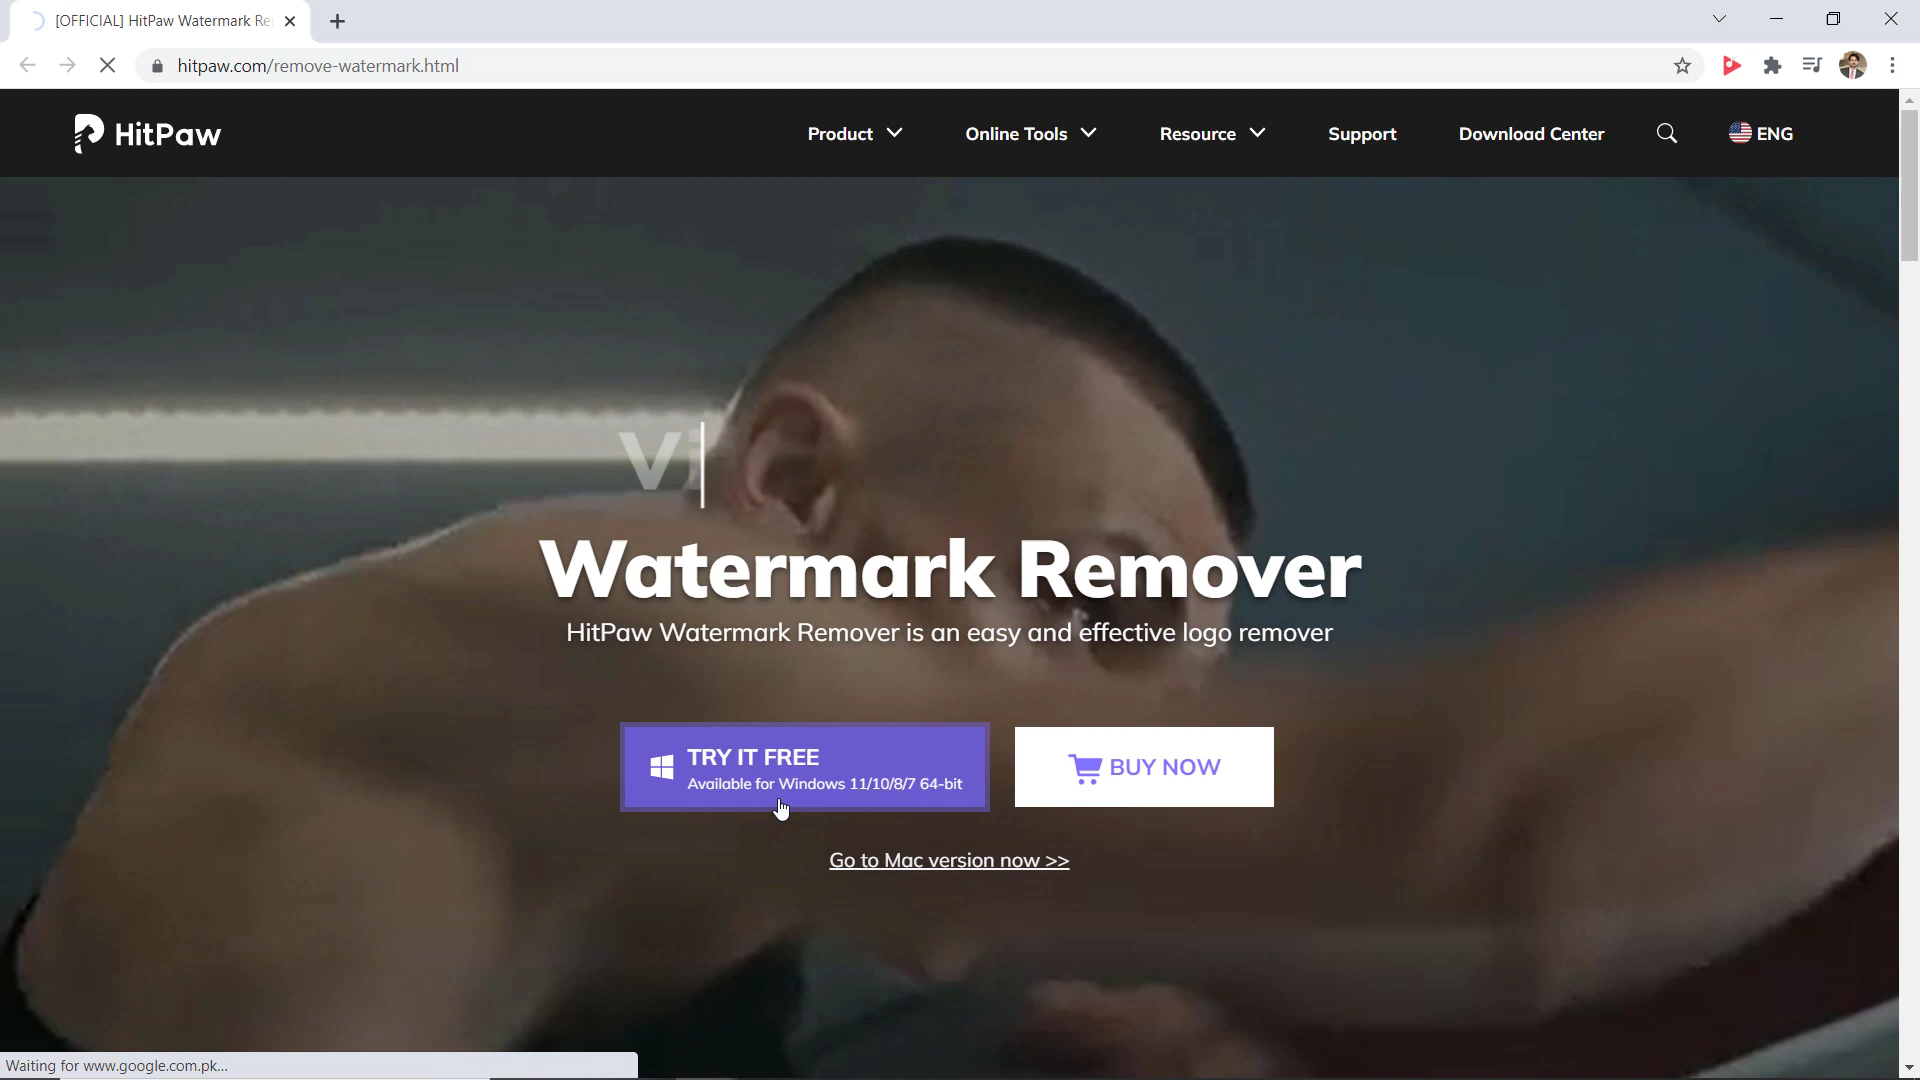 [OFFICIAL] HitPaw Watermark Re
hitpaw.com/remove-watermark.html
HitPaw
Product
Online Tools
Resource
Support
Download Center
ENG
Vi
Watermark Remover
HitPaw Watermark Remover is an easy and effective logo remover
TRY IT FREE
Available for Windows 11/10/8/7 64-bit
BUY NOW
Go to Mac version now >>
Waiting for www.google.com.pk...